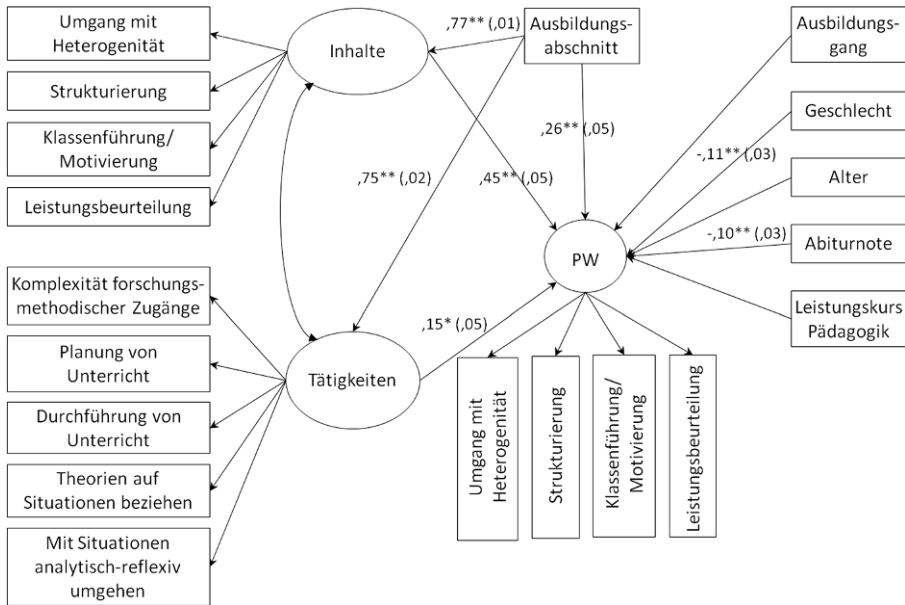 Umgang mit
Heterogenität
Strukturierung
Klassenführung/
Motivierung
Leistungsbeurteilung
Inhalte
,77** (,01)
Ausbildungs-
abschnitt
Ausbildungs-
gang
Geschlecht
Alter
Abiturnote
Leistungskurs
Pädagogik
,26** (,05)
-,11** (,03)
,75** (,02)
,45** (,05)
-,10** (,03)
PW
,15* (,05)
Komplexität forschungs-
methodischer Zugänge
Planung von
Unterricht
Durchführung von
Unterricht
Theorien auf
Situationen beziehen
Mit Situationen
analytisch-reflexiv
umgehen
Tätigkeiten
Umgang mit
Heterogenität
Strukturierung
Klassenführung/
Motivierung
Leistungsbeurteilung